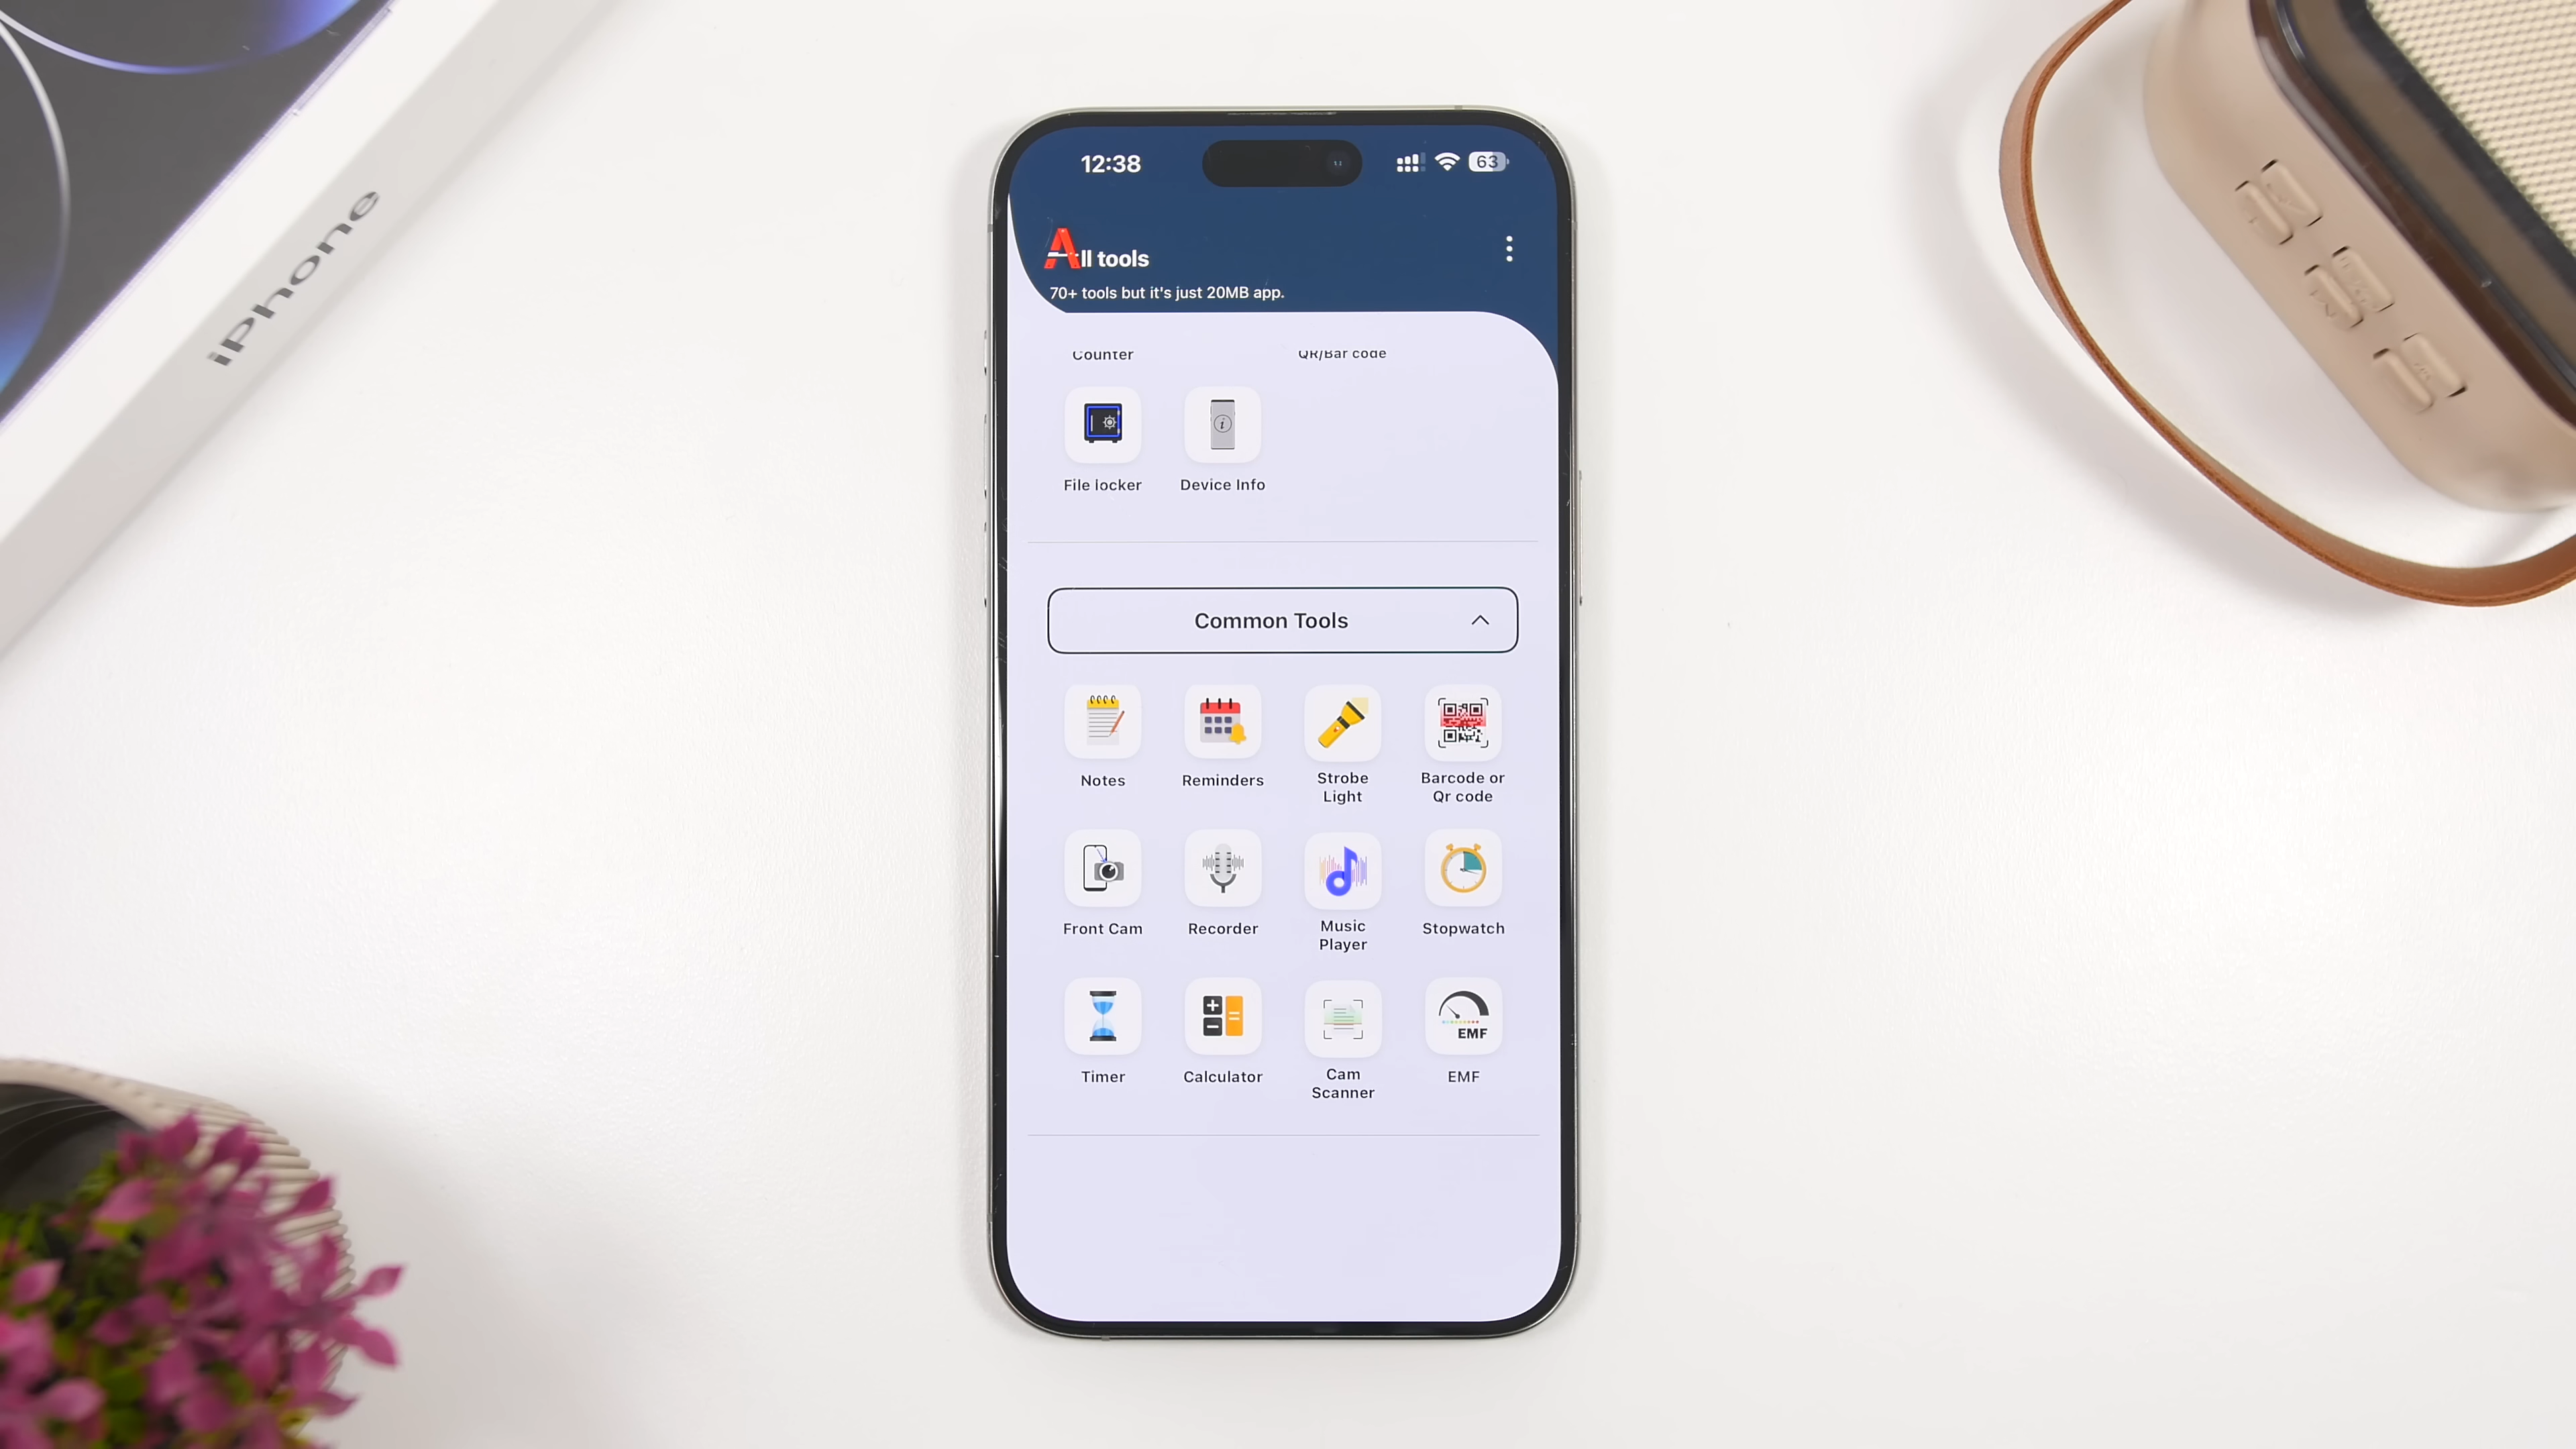 iPhone
12:38
63
All tools
70+ tools but it's just 20MB app.
Counter
QR/Bar code
File locker
Device Info
Common Tools
Notes
Reminders
Strobe
Light
Barcode or
Qr code
Front Cam
Recorder
Music
Player
Stopwatch
EMF
Timer
Calculator
Cam
Scanner
EMF